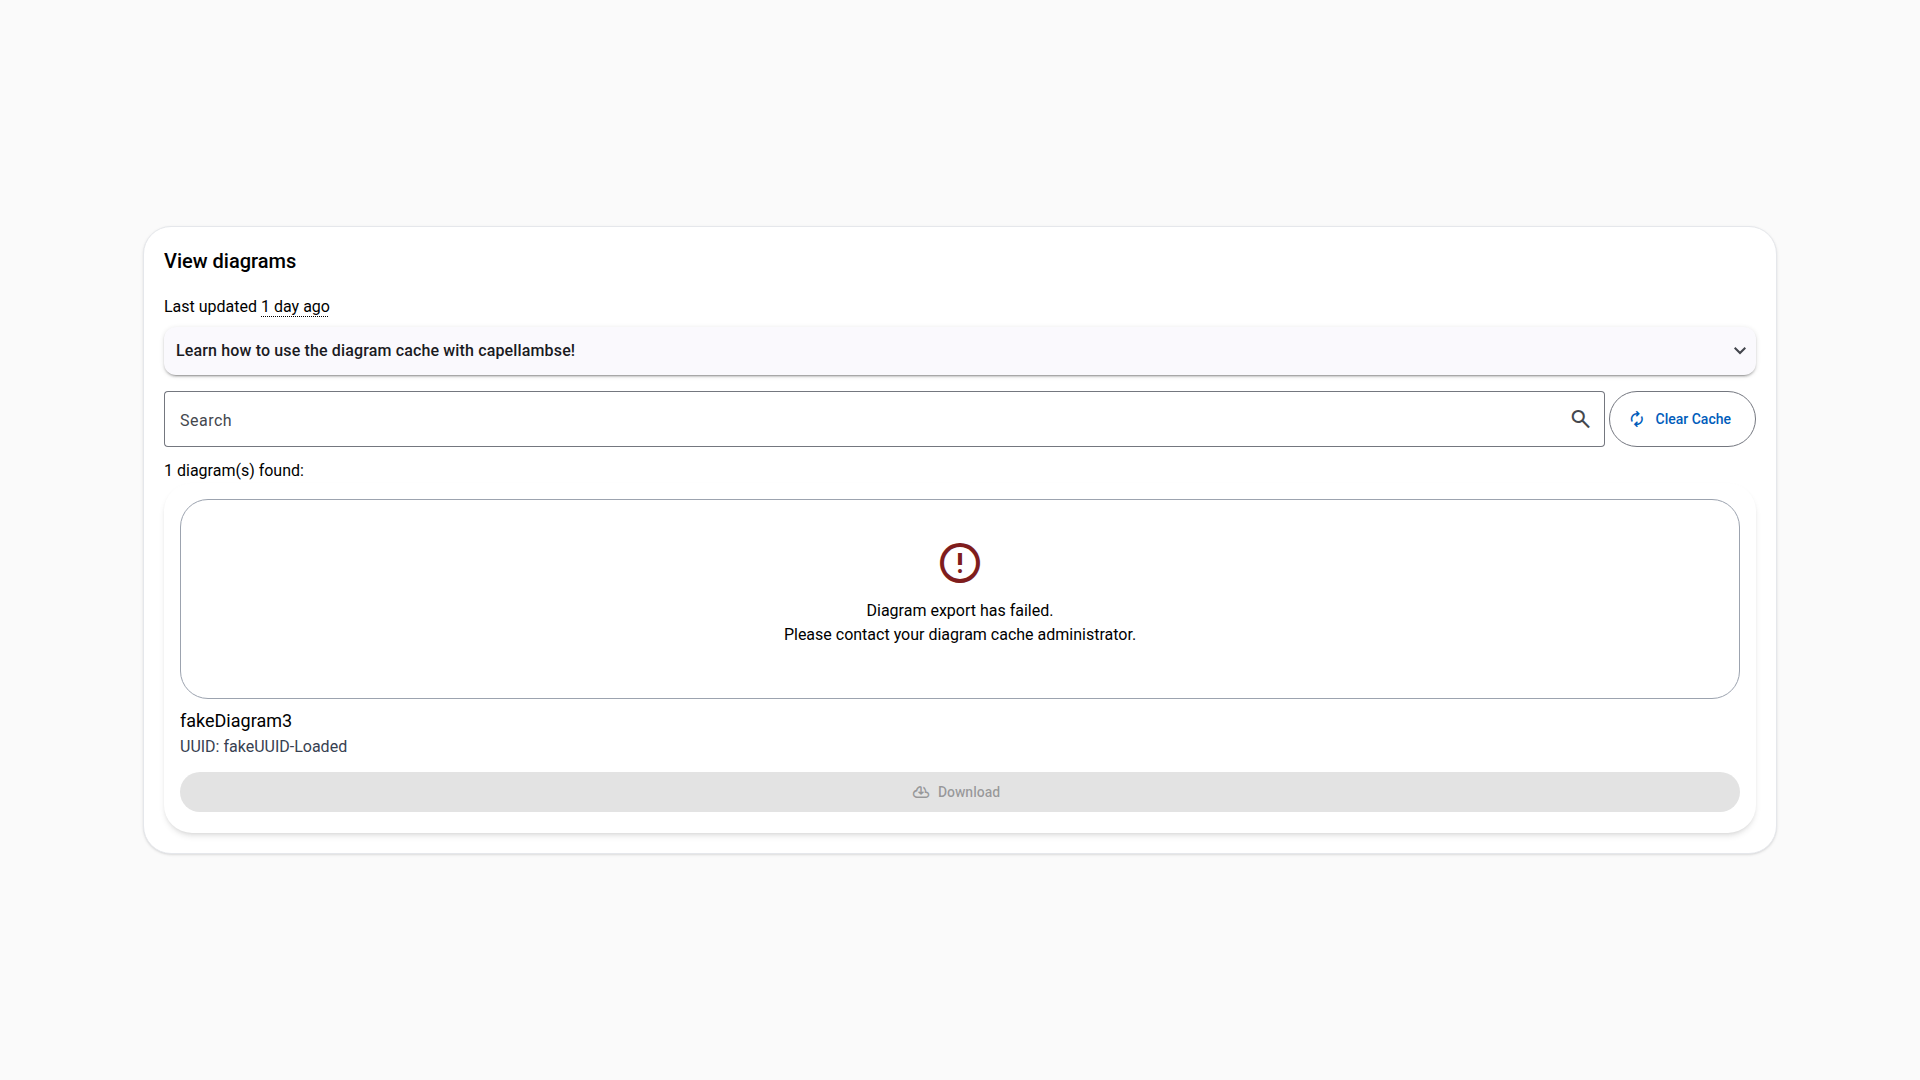 View diagrams
Last updated 1 day ago
Learn how to use the diagram cache with capellambse!
Search
Clear Cache
1 diagram(s) found:
Diagram export has failed.
Please contact your diagram cache administrator.
fakeDiagram3
UUID: fakeUUID-Loaded
Download